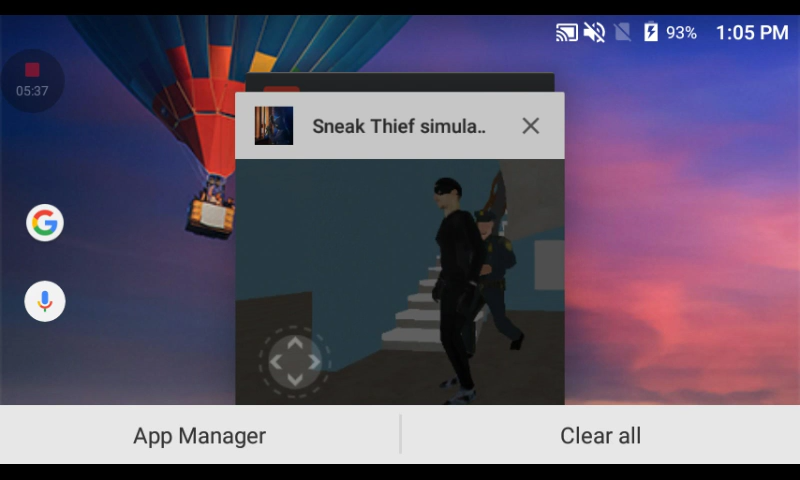 93% 1:05 PM
05:37
Sneak Thief simula..
G
App Manager
Clear all